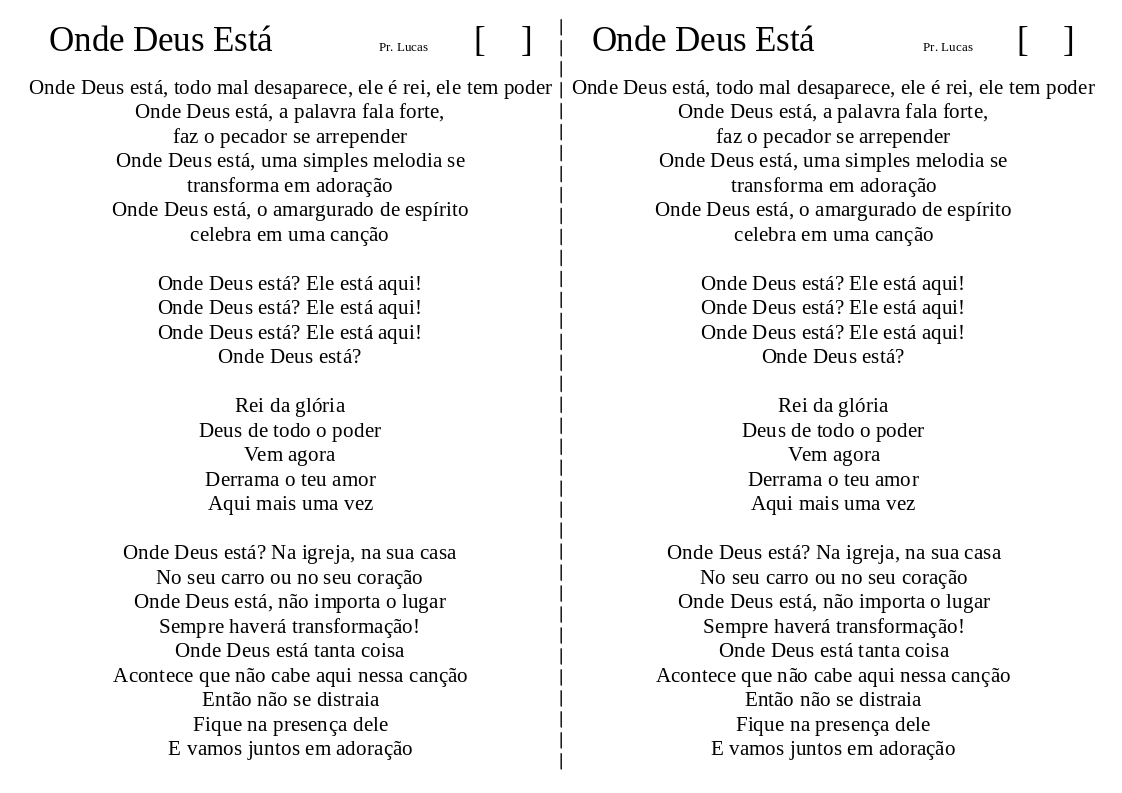 Onde Deus Está Pr. Lucas [ ]
Onde Deus está, todo mal desaparece, ele é rei, ele tem poder
Onde Deus está, a palavra fala forte,
faz o pecador se arrepender
Onde Deus está, uma simples melodia se
transforma em adoração
Onde Deus está, o amargurado de espírito
celebra em uma canção
Onde Deus está? Ele está aqui!
Onde Deus está? Ele está aqui!
Onde Deus está? Ele está aqui!
Onde Deus está?
Rei da glória
Deus de todo o poder
Vem agora
Derrama o teu amor
Aqui mais uma vez
Onde Deus está? Na igreja, na sua casa
No seu carro ou no seu coração
Onde Deus está, não importa o lugar
Sempre haverá transformação!
Onde Deus está tanta coisa
Acontece que não cabe aqui nessa canção
Então não se distraia
Fique na presença dele
E vamos juntos em adoração
Onde Deus Está Pr. Lucas [ ]
Onde Deus está, todo mal desaparece, ele é rei, ele tem poder
Onde Deus está, a palavra fala forte,
faz o pecador se arrepender
Onde Deus está, uma simples melodia se
transforma em adoração
Onde Deus está, o amargurado de espírito
celebra em uma canção
Onde Deus está? Ele está aqui!
Onde Deus está? Ele está aqui!
Onde Deus está? Ele está aqui!
Onde Deus está?
Rei da glória
Deus de todo o poder
Vem agora
Derrama o teu amor
Aqui mais uma vez
Onde Deus está? Na igreja, na sua casa
No seu carro ou no seu coração
Onde Deus está, não importa o lugar
Sempre haverá transformação!
Onde Deus está tanta coisa
Acontece que não cabe aqui nessa canção
Então não se distraia
Fique na presença dele
E vamos juntos em adoração